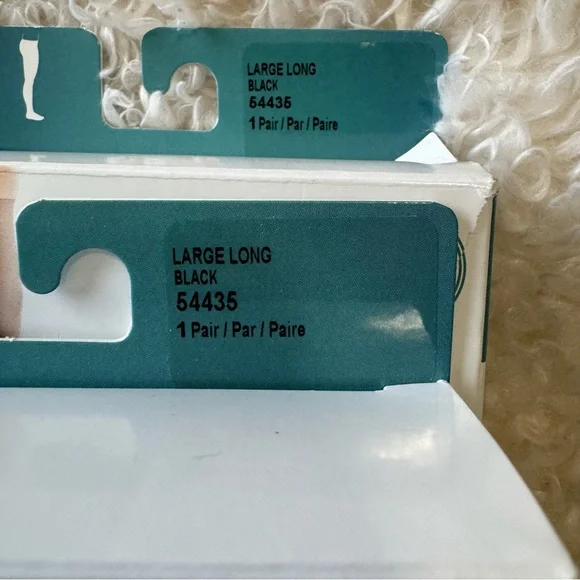 LARGE LONG
BLACK
54435
1 Pair / Par / Paire
LARGE LONG
BLACK
54435
1 Pair / Par / Paire